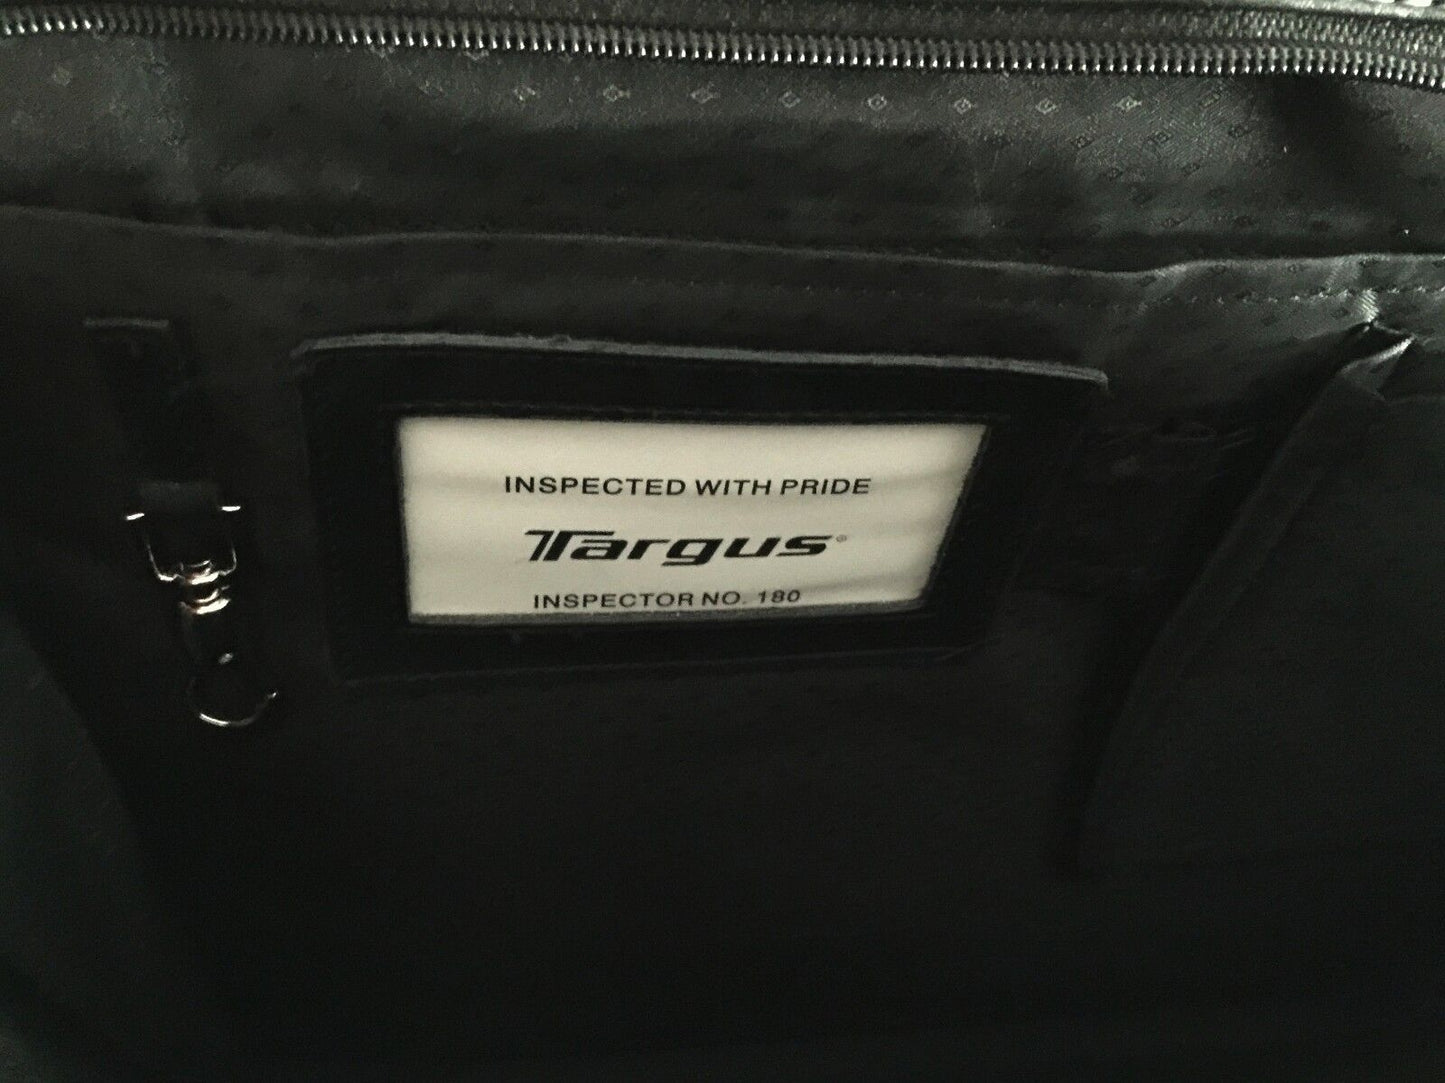 INSPECTED WITH PRIDE
Targus®
INSPECTOR NO. 180